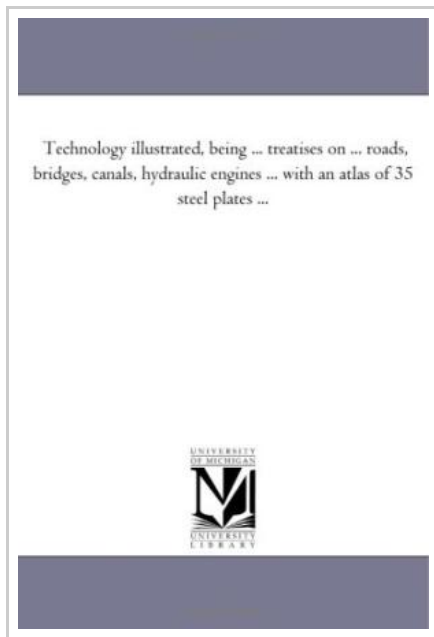 Technology illustrated, being ... treatises on ... roads,
bridges, canals, hydraulic engines ... with an atlas of 35
steel plates ...
UNIVERSITY
OF MICHIGAN
UNIVERSITY
LIBRARY